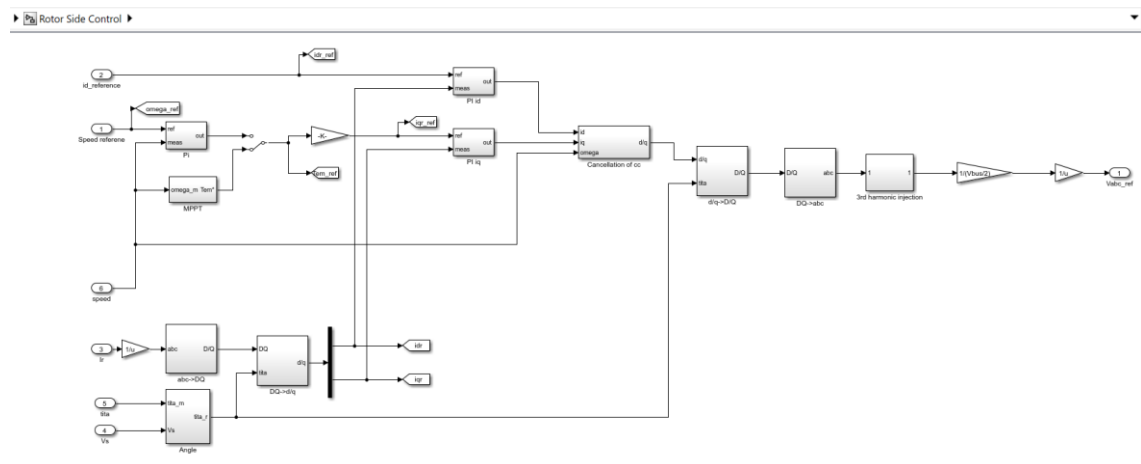 Rotor Side Control
idr_ref
2
id_reference
ref
meas
out
PI id
omega_ref
1
Speed referene
ref
meas
out
Pi
-K-
iqr_ref
ref
meas
out
PI iq
Tem_ref
omega_m Tem*
MPPT
id
iq
omega
d/q
Cancellation of cc
d/q
tita
D/Q
d/q->D/Q
D/Q
abc
DQ->abc
1
1
3rd harmonic injection
1/(Vbus/2)
1/u
1
Vabc_ref
6
speed
3
Ir
1/u
abc
D/Q
abc->DQ
DQ
tita
d/q
DQ->d/q
idr
iqr
5
tita
4
Vs
tita_m
Vs
tita_r
Angle